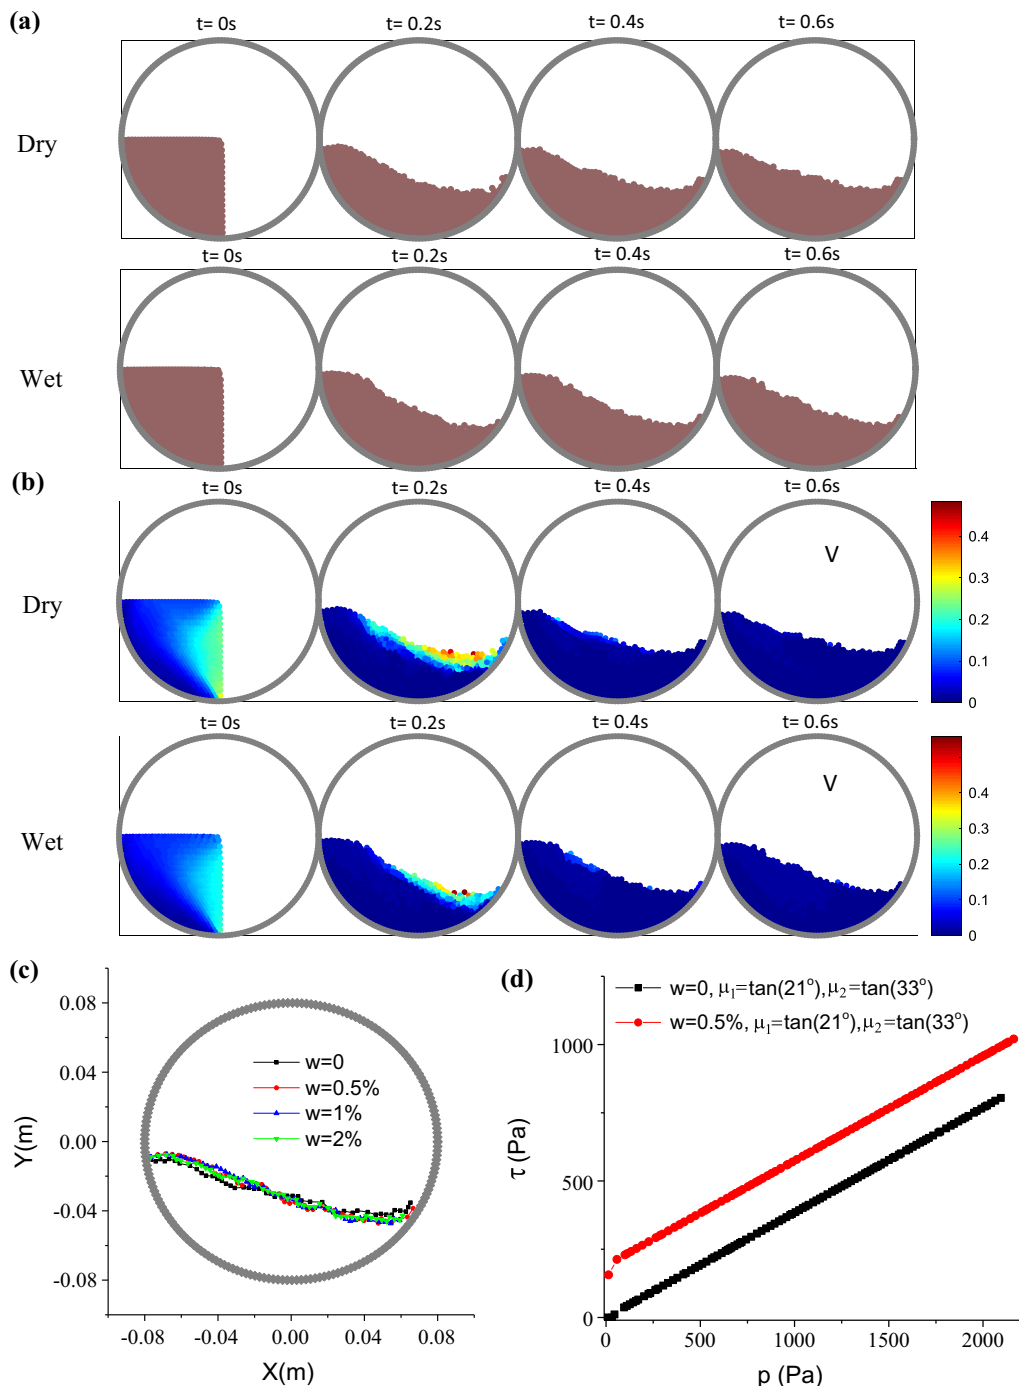 (a)
t= 0s t= 0.2s t= 0.4s t= 0.6s
Dry
t= 0s t= 0.2s t= 0.4s t= 0.6s
Wet
(b)
t= 0s t= 0.2s t= 0.4s t= 0.6s
V
Dry
0.4
0.3
0.2
0.1
0
t= 0s t= 0.2s t= 0.4s t= 0.6s
V
Wet
0.4
0.3
0.2
0.1
0
(c)
0.08
0.04
0.00
-0.04
-0.08
Y(m)
w=0
w=0.5%
w=1%
w=2%
-0.08 -0.04 0.00 0.04 0.08
X(m)
(d)
w=0, μ₁=tan(21°),μ₂=tan(33°)
w=0.5%, μ₁=tan(21°),μ₂=tan(33°)
1000
500
0
τ (Pa)
0 500 1000 1500 2000
p (Pa)